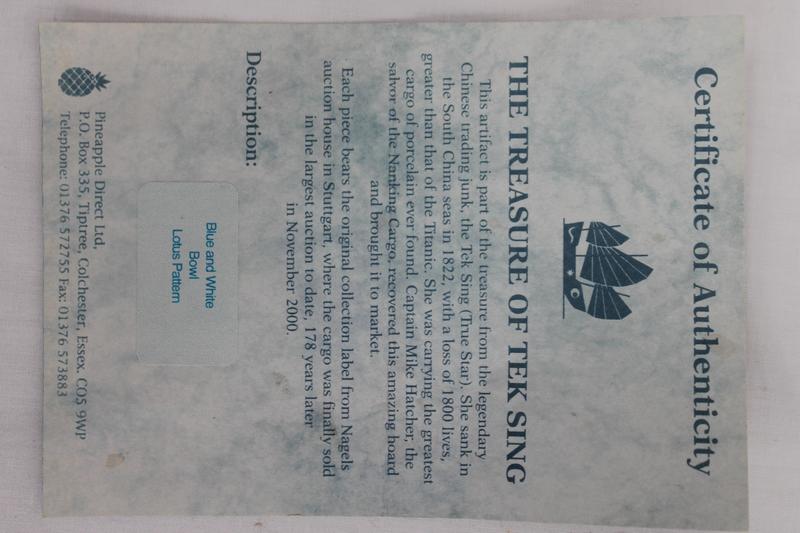 Certificate of Authenticity
THE TREASURE OF TEK SING
This artifact is part of the treasure from the legendary
Chinese trading junk, the Tek Sing (True Star). She sank in
the South China seas in 1822, with a loss of 1800 lives,
greater than that of the Titanic. She was carrying the greatest
cargo of porcelain ever found. Captain Mike Hatcher, the
salvor of the Nanking Cargo, recovered this amazing hoard
and brought it to market.
Each piece bears the original collection label from Nagels
auction house in Stuttgart, where the cargo was finally sold
in the largest auction to date, 178 years later
in November 2000.
Description:
Blue and White
Bowl
Lotus Pattern
Pineapple Direct Ltd,
P.O. Box 335, Tiptree, Colchester, Essex. CO5 9WP
Telephone: 01376 572755 Fax: 01376 573883